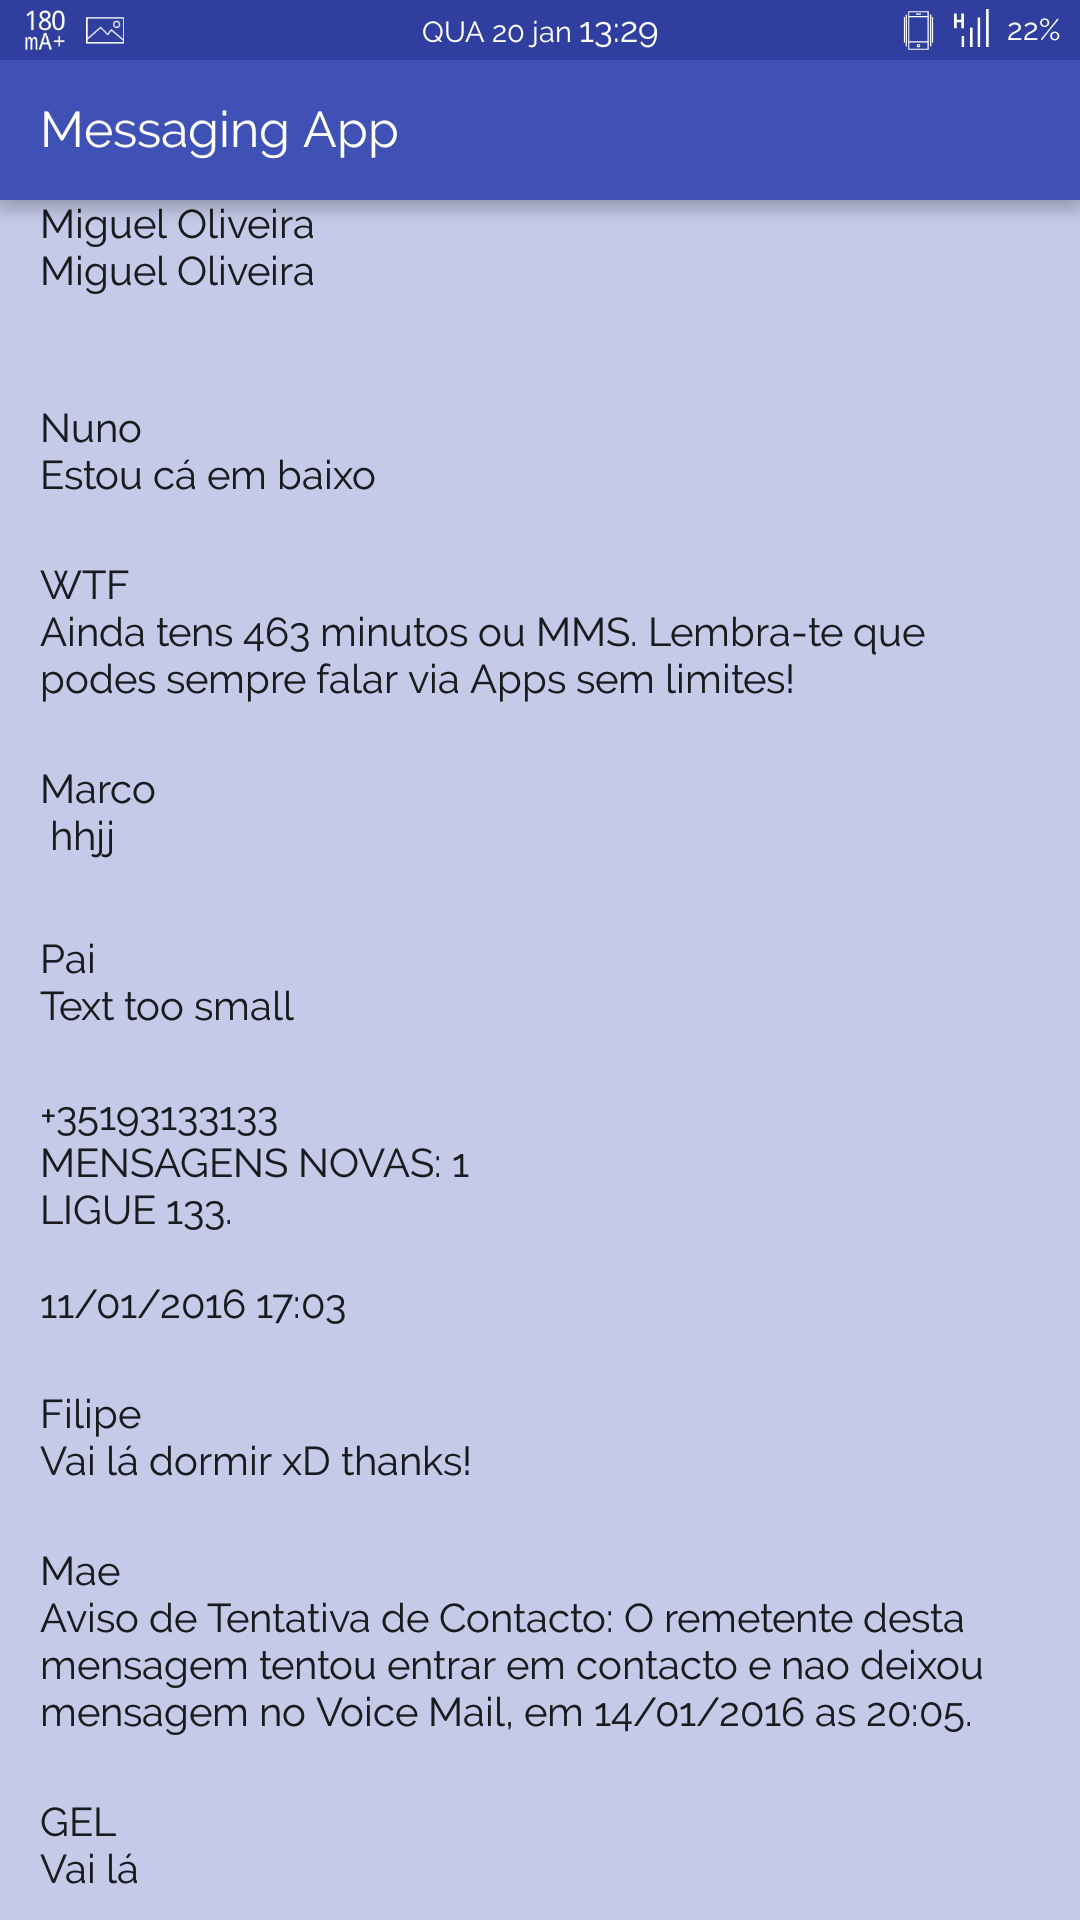 180
mA+
QUA 20 jan 13:29
H
22%
Messaging App
Miguel Oliveira
Miguel Oliveira
Nuno
Estou cá em baixo
WTF
Ainda tens 463 minutos ou MMS. Lembra-te que
podes sempre falar via Apps sem limites!
Marco
hhjj
Pai
Text too small
+35193133133
MENSAGENS NOVAS: 1
LIGUE 133.
11/01/2016 17:03
Filipe
Vai lá dormir xD thanks!
Mae
Aviso de Tentativa de Contacto: O remetente desta
mensagem tentou entrar em contacto e nao deixou
mensagem no Voice Mail, em 14/01/2016 as 20:05.
GEL
Vai lá